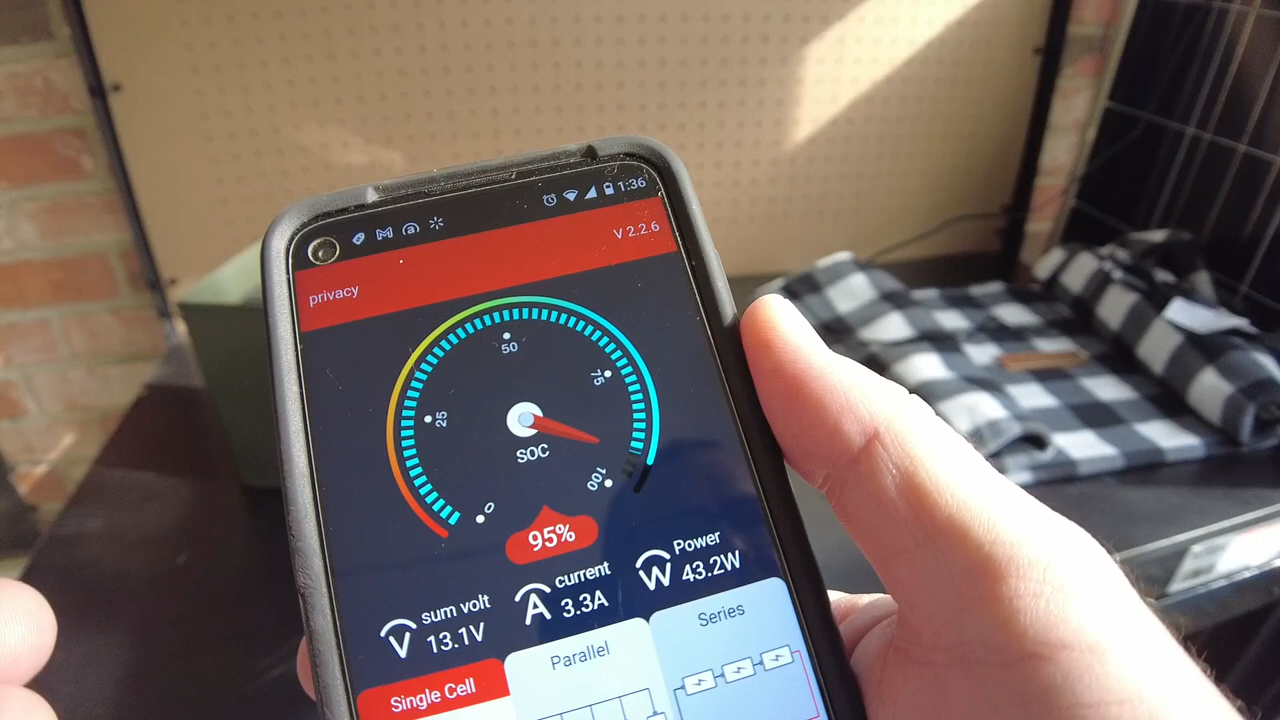 1:36
V 2.2.6
privacy
0
25
50
75
100
SOC
95%
sum volt
13.1V
current
3.3A
Power
43.2W
Single Cell
Parallel
Series